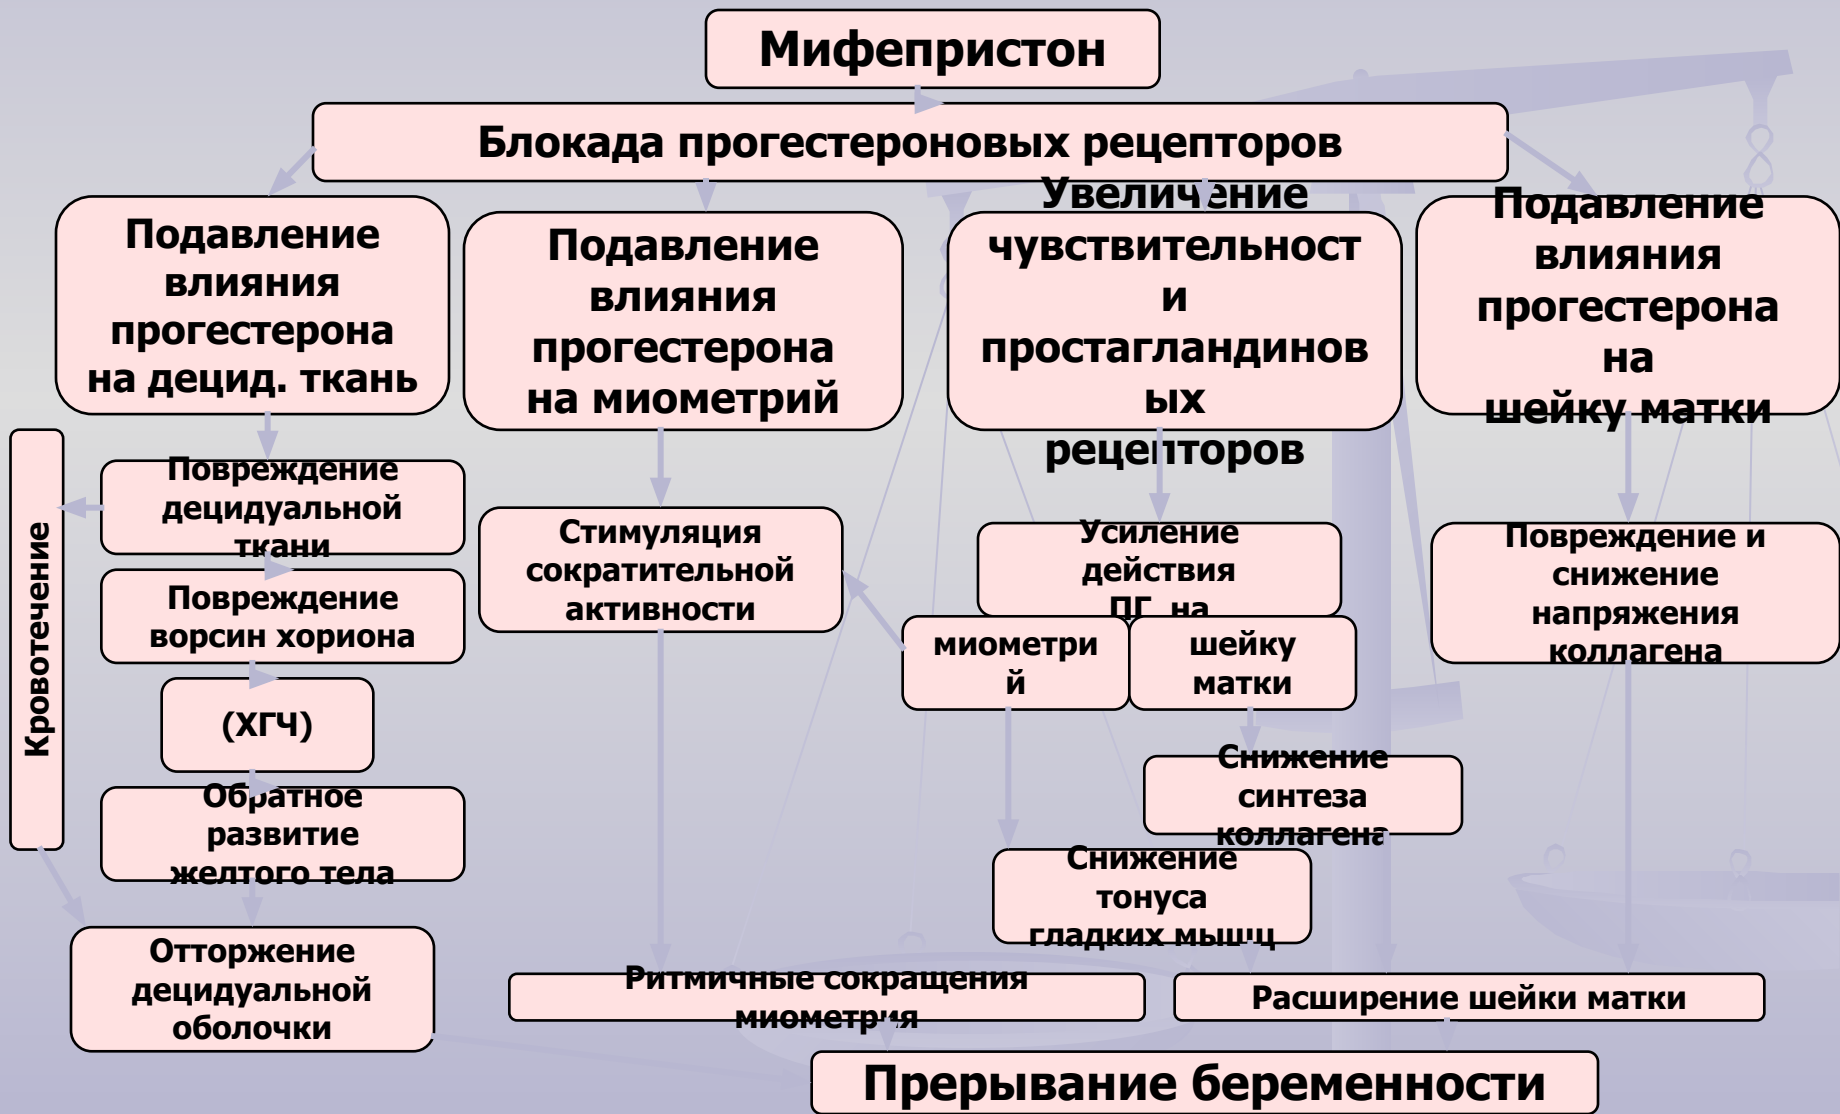 Мифепристон
Блокада прогестероновых рецепторов
Подавление
влияния
прогестерона
на децид. ткань
Подавление
влияния
прогестерона
на миометрий
Увеличение
чувствительност
и
простагландинов
ых
рецепторов
Подавление
влияния
прогестерона
на
шейку матки
Кровотечение
Повреждение
децидуальной
ткани
Повреждение
ворсин хориона
(ХГЧ)
Обратное
развитие
желтого тела
Отторжение
децидуальной
оболочки
Стимуляция
сократительной
активности
Усиление
действия
ПГ на
миометри
й
шейку
матки
Снижение
синтеза
коллагена
Снижение
тонуса
гладких мышц
Повреждение и
снижение
напряжения
коллагена
Ритмичные сокращения
миометрия
Расширение шейки матки
Прерывание беременности